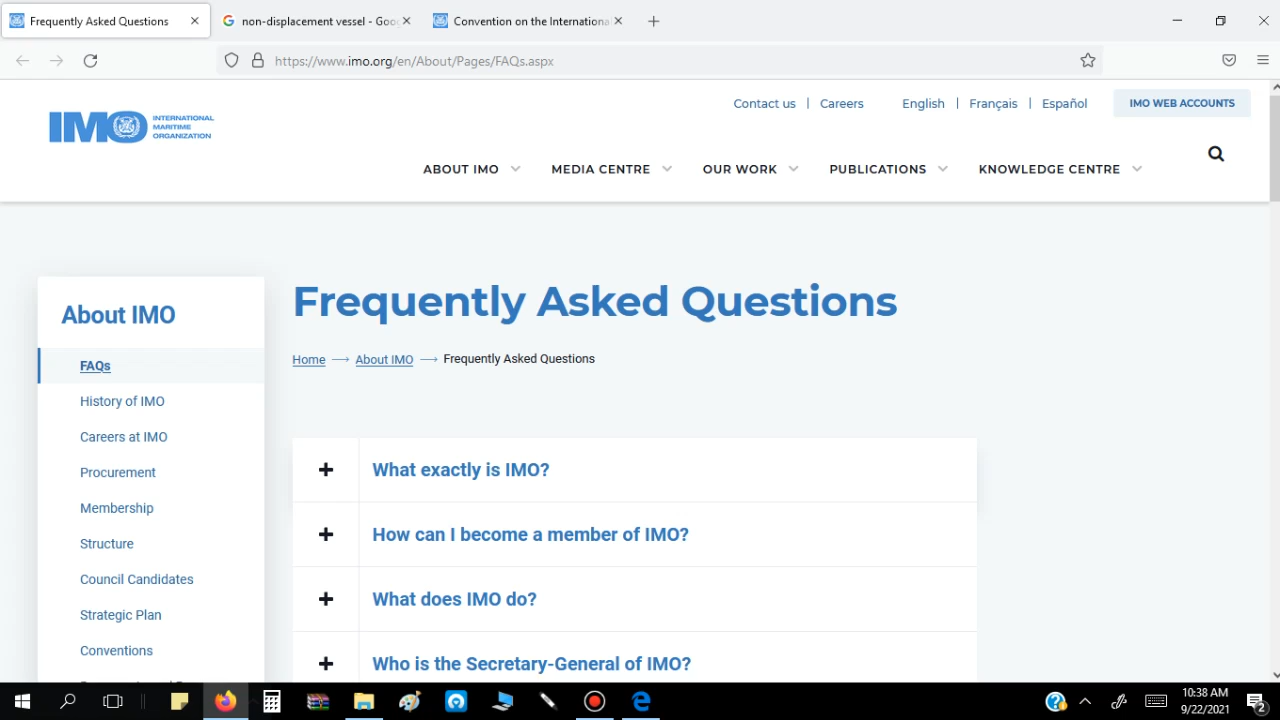 Frequently Asked Questions
non-displacement vessel - Goo
Convention on the Internationa
https://www.imo.org/en/About/Pages/FAQs.aspx
Contact us | Careers
English | Français | Español
IMO WEB ACCOUNTS
IMO
INTERNATIONAL
MARITIME
ORGANIZATION
ABOUT IMO
MEDIA CENTRE
OUR WORK
PUBLICATIONS
KNOWLEDGE CENTRE
About IMO
FAQs
History of IMO
Careers at IMO
Procurement
Membership
Structure
Council Candidates
Strategic Plan
Conventions
Frequently Asked Questions
Home → About IMO → Frequently Asked Questions
What exactly is IMO?
How can I become a member of IMO?
What does IMO do?
Who is the Secretary-General of IMO?
10:38 AM
9/22/2021
2